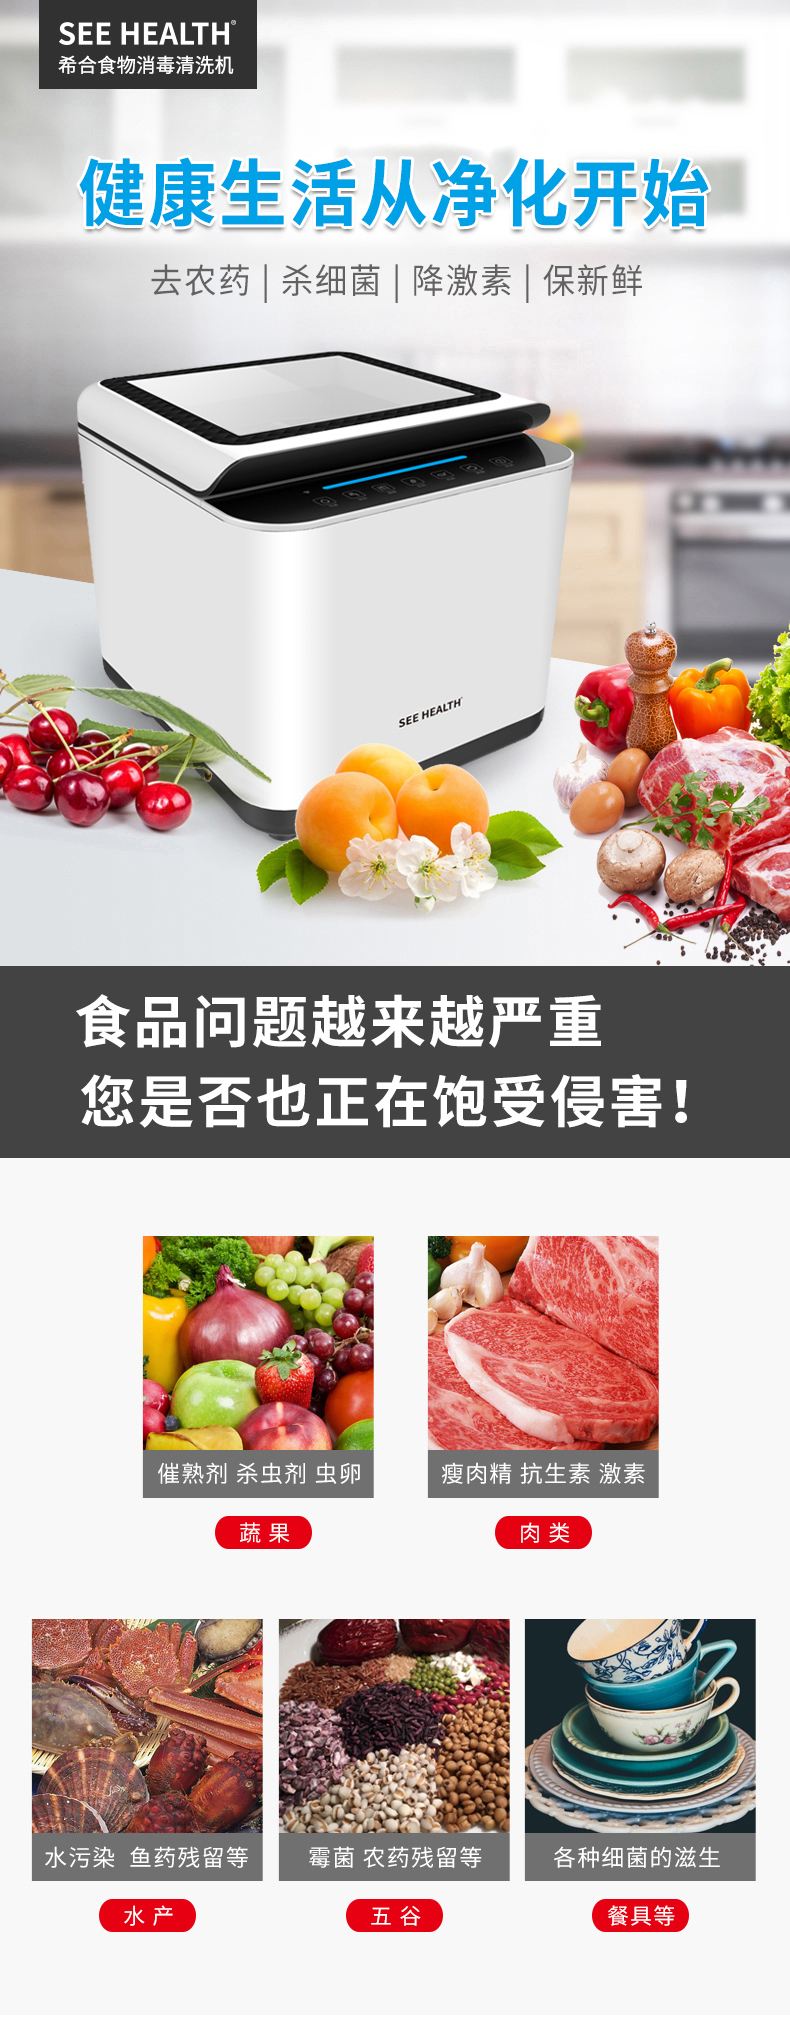 SEE HEALTH®
希合食物消毒清洗机
健康生活从净化开始
去农药 | 杀细菌 | 降激素 | 保新鲜
SEE HEALTH
食品问题越来越严重
您是否也正在饱受侵害！
催熟剂 杀虫剂 虫卵
瘦肉精 抗生素 激素
蔬果
肉类
水污染 鱼药残留等
霉菌 农药残留等
各种细菌的滋生
水产
五谷
餐具等